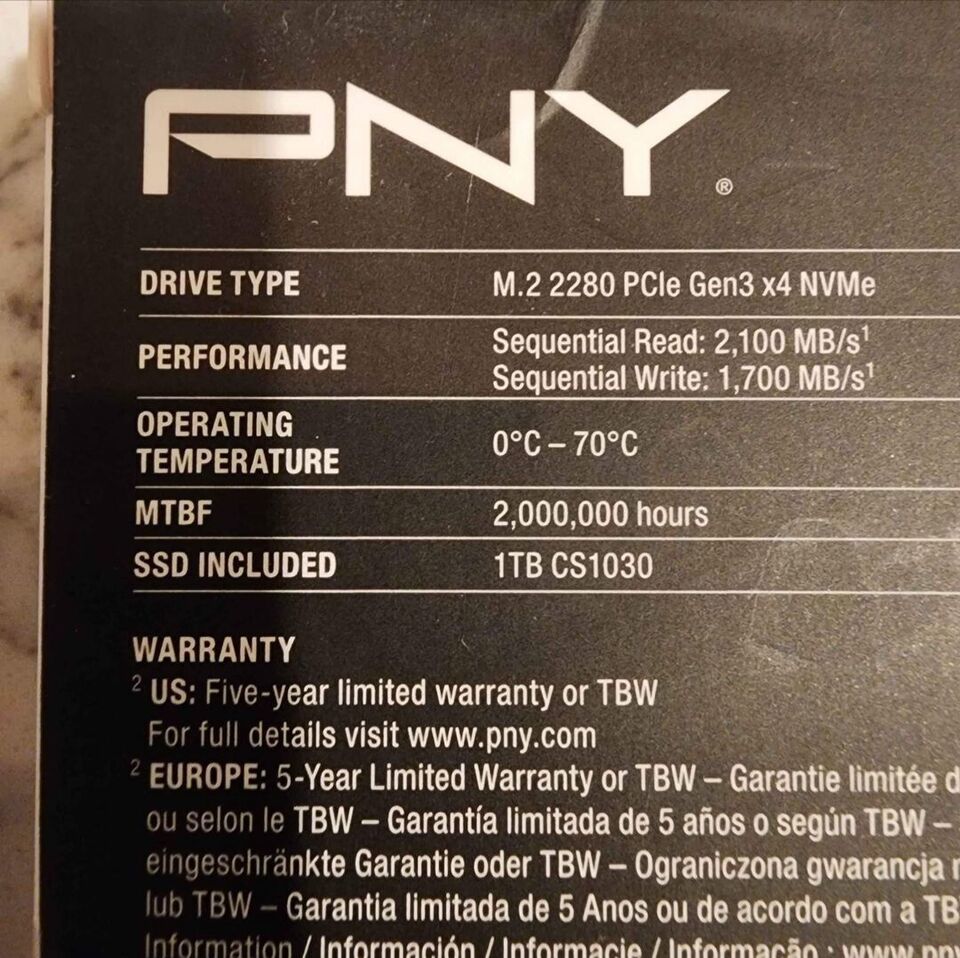 PNY®
DRIVE TYPE M.2 2280 PCIe Gen3 x4 NVMe
PERFORMANCE Sequential Read: 2,100 MB/s¹
Sequential Write: 1,700 MB/s¹
OPERATING
TEMPERATURE 0°C – 70°C
MTBF 2,000,000 hours
SSD INCLUDED 1TB CS1030
WARRANTY
² US: Five-year limited warranty or TBW
For full details visit www.pny.com
² EUROPE: 5-Year Limited Warranty or TBW – Garantie limitée
ou selon le TBW – Garantía limitada de 5 años o según TBW –
eingeschränkte Garantie oder TBW – Ograniczona gwarancja
lub TBW – Garantia limitada de 5 Anos ou de acordo com a
Information / Información / Informacje / Informação :